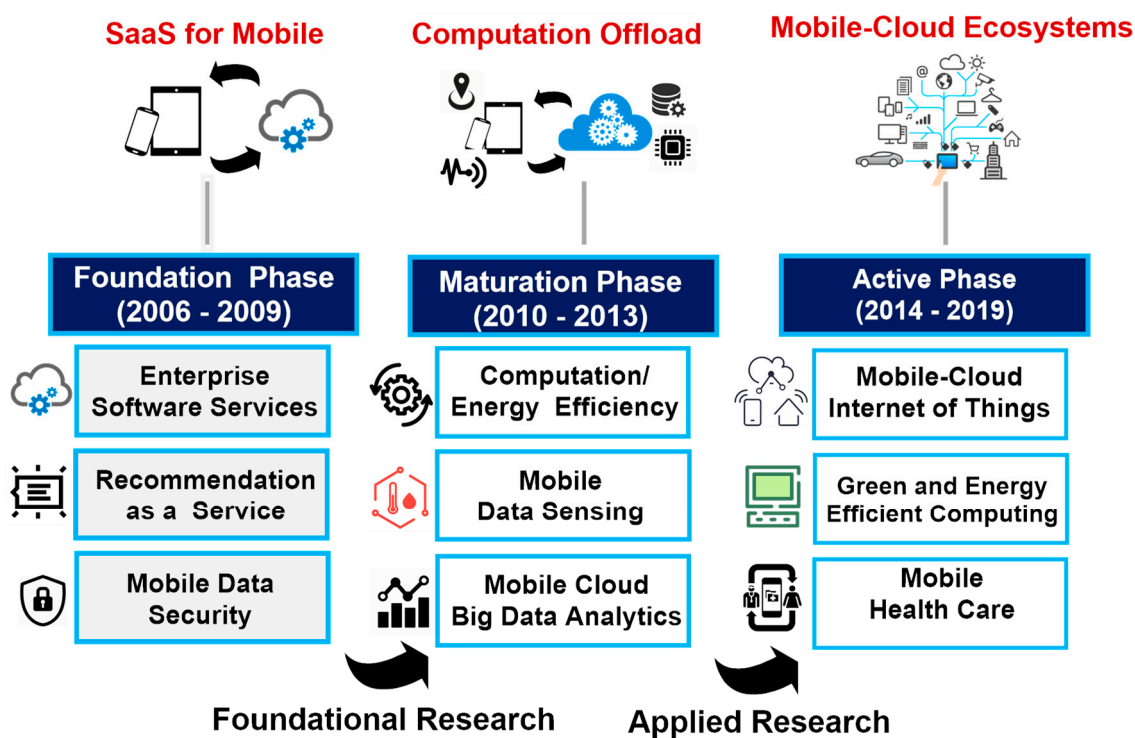 SaaS for Mobile
Computation Offload
Mobile-Cloud Ecosystems
@
Foundation Phase
(2006 - 2009)
Maturation Phase
(2010 - 2013)
Active Phase
(2014 - 2019)
Enterprise
Software Services
Computation/
Energy Efficiency
Mobile-Cloud
Internet of Things
Recommendation
as a Service
Mobile
Data Sensing
Green and Energy
Efficient Computing
Mobile Data
Security
Mobile Cloud
Big Data Analytics
Mobile
Health Care
Foundational Research
Applied Research